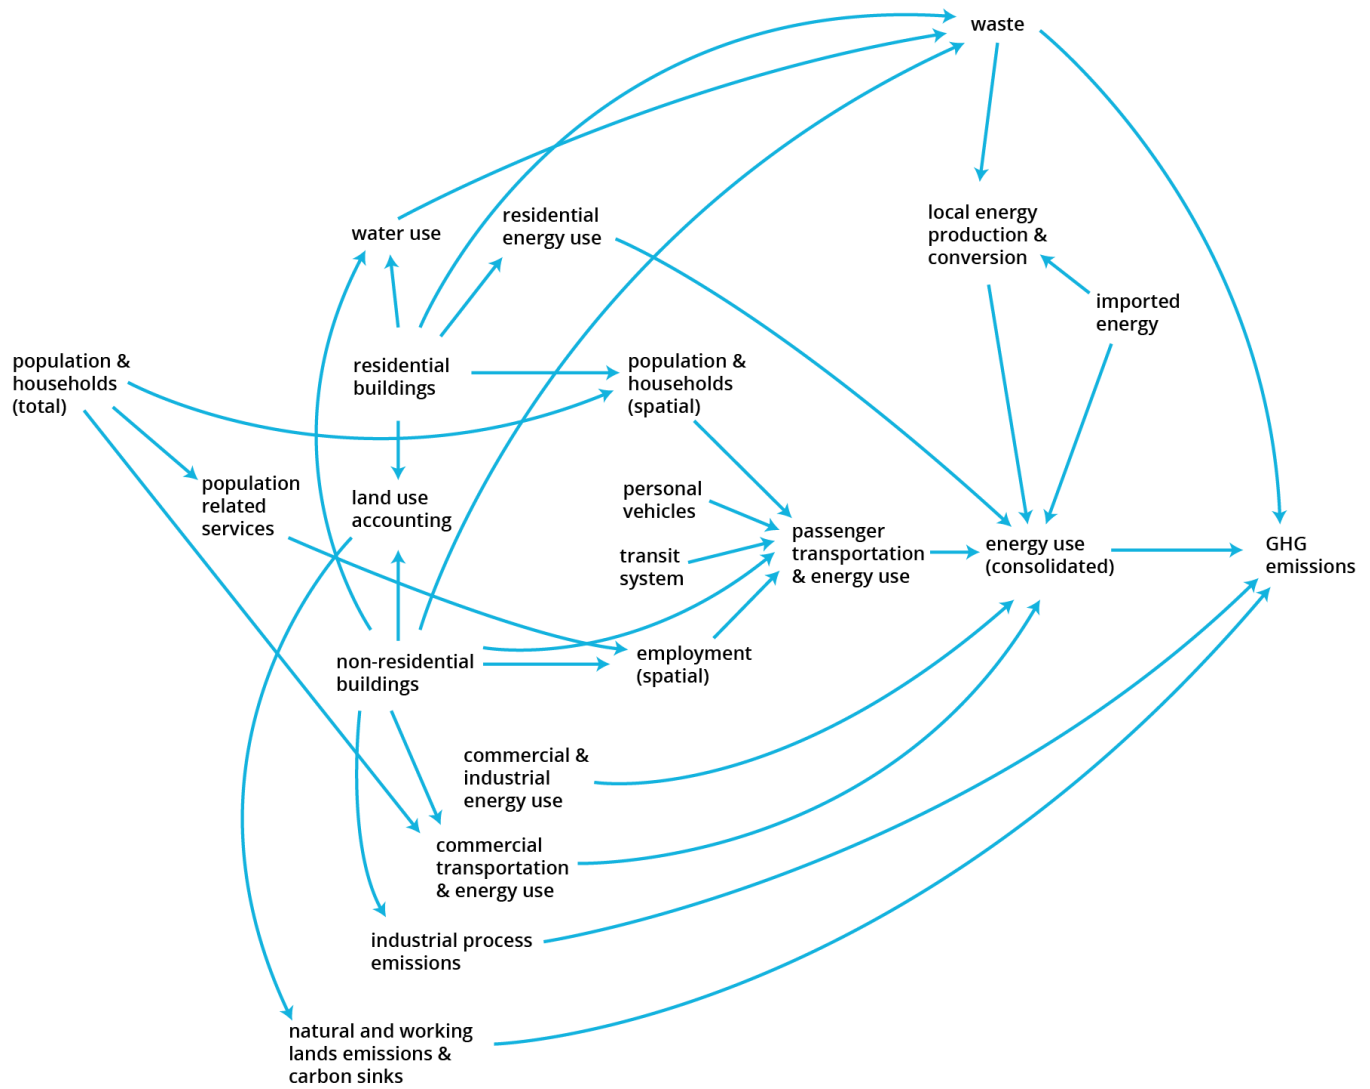 waste
water use
residential
energy use
local energy
production &
conversion
imported
energy
population &
households
(total)
residential
buildings
population &
households
(spatial)
population
related
services
land use
accounting
personal
vehicles
transit
system
passenger
transportation
& energy use
energy use
(consolidated)
GHG
emissions
non-residential
buildings
employment
(spatial)
commercial &
industrial
energy use
commercial
transportation
& energy use
industrial process
emissions
natural and working
lands emissions &
carbon sinks